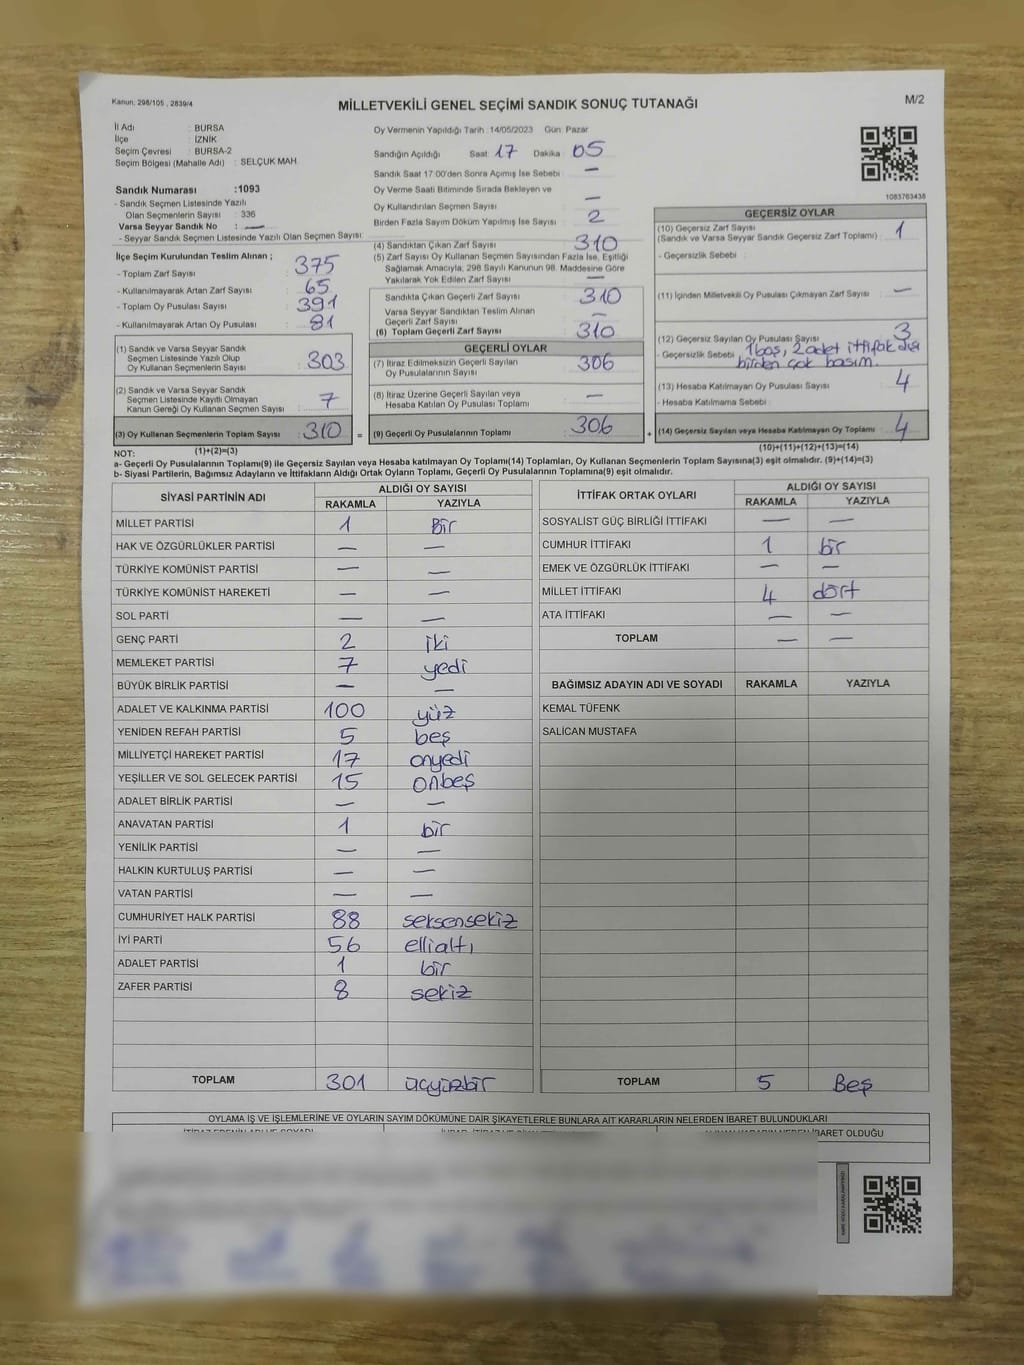 Kanun, 298/105 , 2839/4
MİLLETVEKİLİ GENEL SEÇİMİ SANDIK SONUÇ TUTANAĞI
M/2
İl Adı : BURSA
İlçe : İZNİK
Seçim Çevresi : BURSA-2
Seçim Bölgesi (Mahalle Adı) : SELÇUK MAH.
Sandık Numarası :1093
- Sandık Seçmen Listesinde Yazılı
Olan Seçmenlerin Sayısı : 336
Varsa Seyyar Sandık No : —
- Seyyar Sandık Seçmen Listesinde Yazılı Olan Seçmen Sayısı:
İlçe Seçim Kurulundan Teslim Alınan ;
- Toplam Zarf Sayısı : 375
- Kullanılmayarak Artan Zarf Sayısı : 65
- Toplam Oy Pusulası Sayısı : 391
- Kullanılmayarak Artan Oy Pusulası : 81
(1) Sandık ve Varsa Seyyar Sandık
Seçmen Listesinde Yazılı Olup
Oy Kullanan Seçmenlerin Sayısı : 303
(2) Sandık ve Varsa Seyyar Sandık
Seçmen Listesinde Kayıtlı Olmayan
Kanun Gereği Oy Kullanan Seçmen Sayısı : 7
(3) Oy Kullanan Seçmenlerin Toplam Sayısı : 310 =
(1)+(2)=(3)
Oy Vermenin Yapıldığı Tarih :14/05/2023 Gün: Pazar
Sandığın Açıldığı Saat: 17 Dakika : 05
Sandık Saat 17:00'den Sonra Açımış İse Sebebi : —
Oy Verme Saati Bitiminde Sırada Bekleyen ve
Oy Kullandırılan Seçmen Sayısı : —
Birden Fazla Sayım Döküm Yapılmış İse Sayısı : 2
(4) Sandıktan Çıkan Zarf Sayısı : 310
(5) Zarf Sayısı Oy Kullanan Seçmen Sayısından Fazla İse, Eşitliği
Sağlamak Amacıyla, 298 Sayılı Kanunun 98. Maddesine Göre
Yakılarak Yok Edilen Zarf Sayısı : —
Sandıkta Çıkan Geçerli Zarf Sayısı : 310
Varsa Seyyar Sandıktan Teslim Alınan
Geçerli Zarf Sayısı : —
(6) Toplam Geçerli Zarf Sayısı : 310
GEÇERLİ OYLAR
(7) İtiraz Edilmeksizin Geçerli Sayılan
Oy Pusulalarının Sayısı : 306
(8) İtiraz Üzerine Geçerli Sayılan veya
Hesaba Katılan Oy Pusulası Toplamı : —
(9) Geçerli Oy Pusulalarının Toplamı : 306 +
1083763438
GEÇERSİZ OYLAR
(10) Geçersiz Zarf Sayısı
(Sandık ve Varsa Seyyar Sandık Geçersiz Zarf Toplamı) : 1
- Geçersizlik Sebebi :
(11) İçinden Milletvekili Oy Pusulası Çıkmayan Zarf Sayısı : —
(12) Geçersiz Sayılan Oy Pusulası Sayısı : 3
- Geçersizlik Sebebi : 1 boş, 2 adet ittifak dışı
birden çok basım.
(13) Hesaba Katılmayan Oy Pusulası Sayısı : 4
- Hesaba Katılmama Sebebi :
(14) Geçersiz Sayılan veya Hesaba Katılmayan Oy Toplamı : 4
(10)+(11)+(12)+(13)=(14)
NOT:
a- Geçerli Oy Pusulalarının Toplamı(9) ile Geçersiz Sayılan veya Hesaba katılmayan Oy Toplamı(14) Toplamları, Oy Kullanan Seçmenlerin Toplam Sayısına(3) eşit olmalıdır. (9)+(14)=(3)
b- Siyasi Partilerin, Bağımsız Adayların ve İttifakların Aldığı Ortak Oyların Toplamı, Geçerli Oy Pusulalarının Toplamına(9) eşit olmalıdır.
SİYASİ PARTİNİN ADI ALDIĞI OY SAYISI
RAKAMLA YAZIYLA
MİLLET PARTİSİ 1 Bir
HAK VE ÖZGÜRLÜKLER PARTİSİ — —
TÜRKİYE KOMÜNİST PARTİSİ — —
TÜRKİYE KOMÜNİST HAREKETİ — —
SOL PARTİ — —
GENÇ PARTİ 2 iki
MEMLEKET PARTİSİ 7 yedi
BÜYÜK BİRLİK PARTİSİ — —
ADALET VE KALKINMA PARTİSİ 100 yüz
YENİDEN REFAH PARTİSİ 5 beş
MİLLİYETÇİ HAREKET PARTİSİ 17 onyedi
YEŞİLLER VE SOL GELECEK PARTİSİ 15 onbeş
ADALET BİRLİK PARTİSİ — —
ANAVATAN PARTİSİ 1 bir
YENİLİK PARTİSİ — —
HALKIN KURTULUŞ PARTİSİ — —
VATAN PARTİSİ — —
CUMHURİYET HALK PARTİSİ 88 seksensekiz
İYİ PARTİ 56 ellialtı
ADALET PARTİSİ 1 bir
ZAFER PARTİSİ 8 sekiz
TOPLAM 301 üçyüzbir
İTTİFAK ORTAK OYLARI ALDIĞI OY SAYISI
RAKAMLA YAZIYLA
SOSYALİST GÜÇ BİRLİĞİ İTTİFAKI — —
CUMHUR İTTİFAKI 1 bir
EMEK VE ÖZGÜRLÜK İTTİFAKI — —
MİLLET İTTİFAKI 4 dört
ATA İTTİFAKI — —
TOPLAM — —
BAĞIMSIZ ADAYIN ADI VE SOYADI RAKAMLA YAZIYLA
KEMAL TÜFENK
SALİCAN MUSTAFA
TOPLAM 5 Beş
OYLAMA İŞ VE İŞLEMLERİNE VE OYLARIN SAYIM DÖKÜMÜNE DAİR ŞİKAYETLERLE BUNLARA AİT KARARLARIN NELERDEN İBARET BULUNDUKLARI
İBARET OLDUĞU